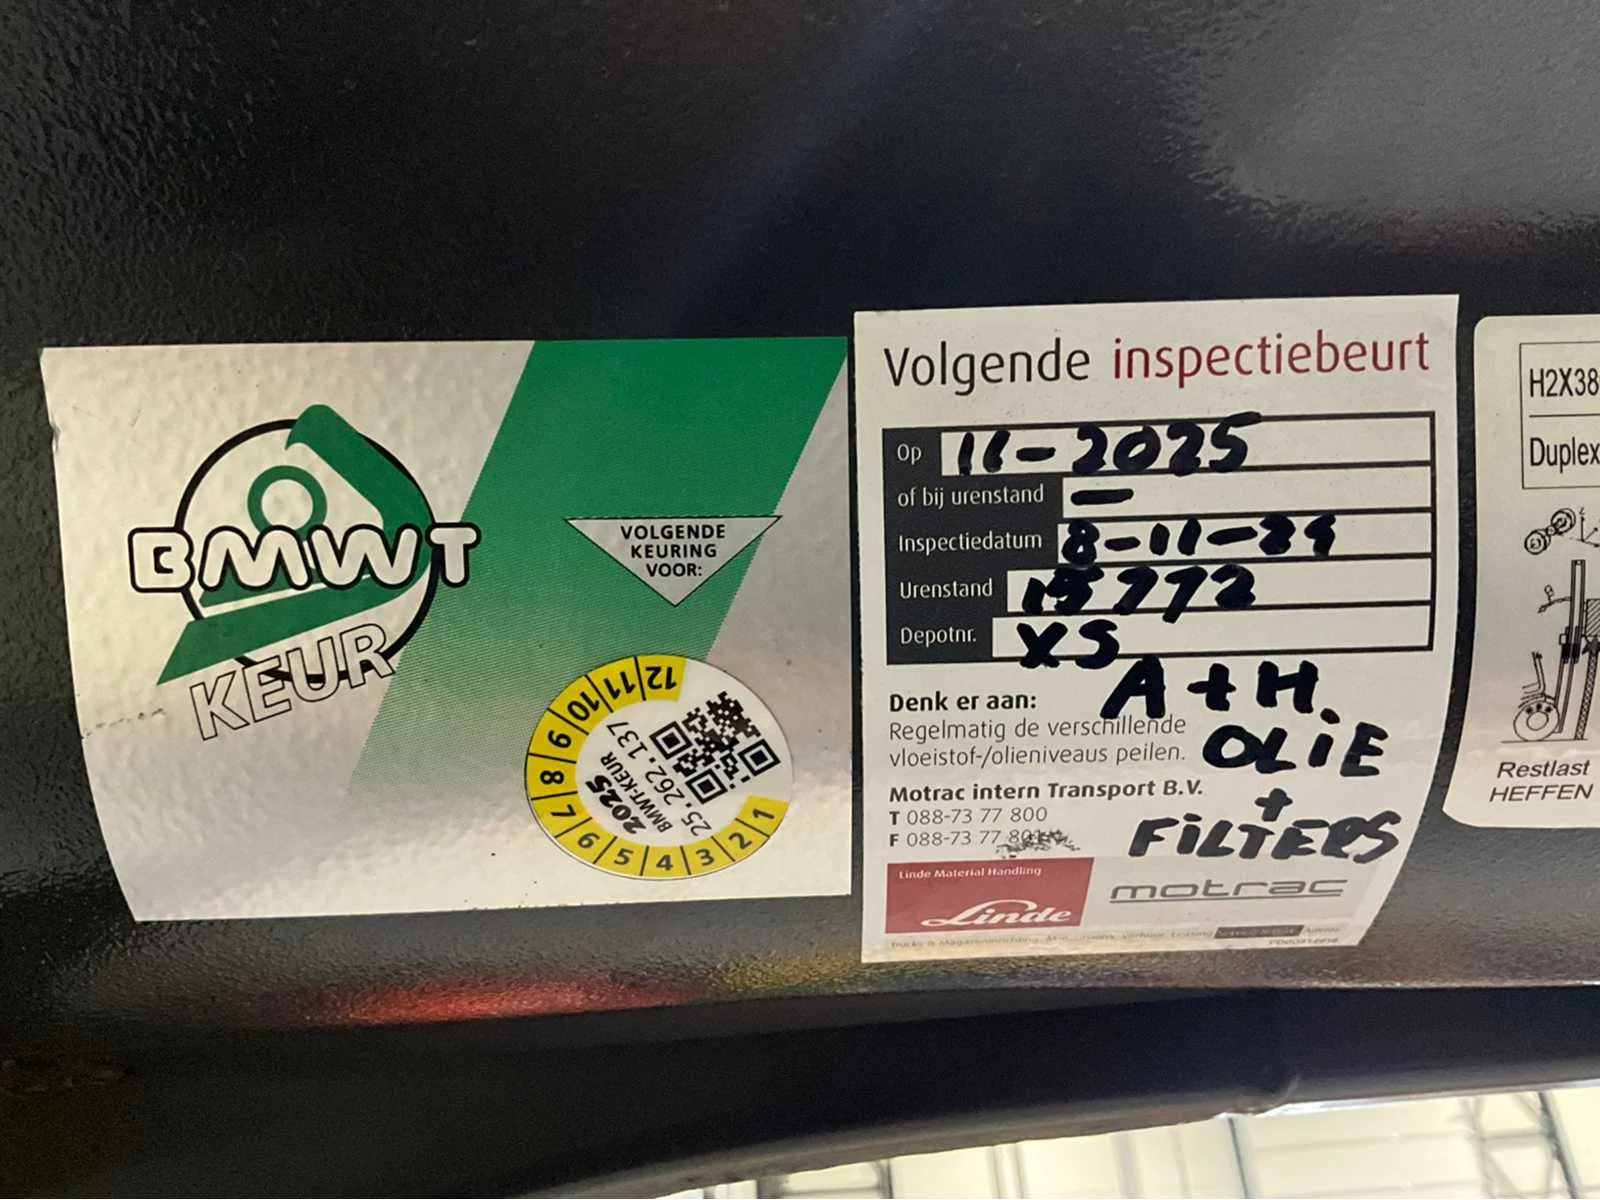 BMWT
KEUR
VOLGENDE
KEURING
VOOR:
1 2 3 4 5 6 7 8 9 10 11 12
2025
BMWT-KEUR
25.262.137
Volgende inspectiebeurt
Op 11-2025
of bij urenstand —
Inspectiedatum 8-11-24
Urenstand 15772
Depotnr. XS
A + H.
OLiE
+
FiLTERS
Denk er aan:
Regelmatig de verschillende
vloeistof-/olieniveaus peilen.
Motrac intern Transport B.V.
T 088-73 77 800
F 088-73 77
Linde Material Handling
Linde
motrac
H2X38
Duplex
Restlast
HEFFEN